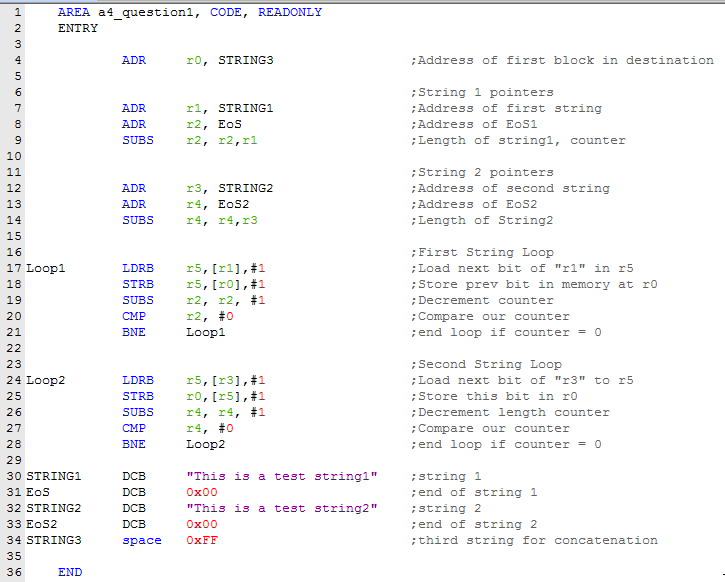 1 AREA a4_question1, CODE, READONLY
2 ENTRY
3
4 ADR r0, STRING3 ;Address of first block in destination
5
6 ;String 1 pointers
7 ADR r1, STRING1 ;Address of first string
8 ADR r2, EoS ;Address of EoS1
9 SUBS r2, r2,r1 ;Length of string1, counter
10
11 ;String 2 pointers
12 ADR r3, STRING2 ;Address of second string
13 ADR r4, EoS2 ;Address of EoS2
14 SUBS r4, r4,r3 ;Length of String2
15
16 ;First String Loop
17 Loop1 LDRB r5,[r1],#1 ;Load next bit of "r1" in r5
18 STRB r5,[r0],#1 ;Store prev bit in memory at r0
19 SUBS r2, r2, #1 ;Decrement counter
20 CMP r2, #0 ;Compare our counter
21 BNE Loop1 ;end loop if counter = 0
22
23 ;Second String Loop
24 Loop2 LDRB r5,[r3],#1 ;Load next bit of "r3" to r5
25 STRB r0,[r5],#1 ;Store this bit in r0
26 SUBS r4, r4, #1 ;Decrement length counter
27 CMP r4, #0 ;Compare our counter
28 BNE Loop2 ;end loop if counter = 0
29
30 STRING1 DCB "This is a test string1" ;string 1
31 EoS DCB 0x00 ;end of string 1
32 STRING2 DCB "This is a test string2" ;string 2
33 EoS2 DCB 0x00 ;end of string 2
34 STRING3 space 0xFF ;third string for concatenation
35
36 END